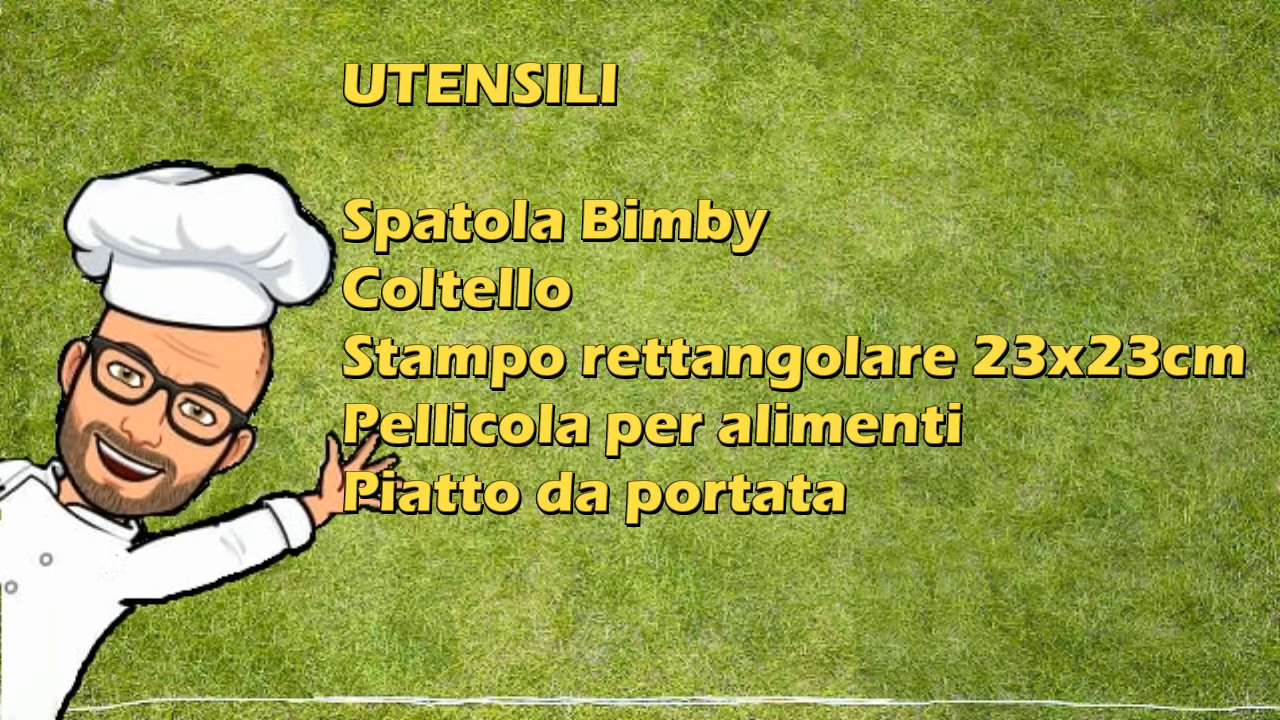 UTENSILI
Spatola Bimby
Coltello
Stampo rettangolare 23x23cm
Pellicola per alimenti
Piatto da portata